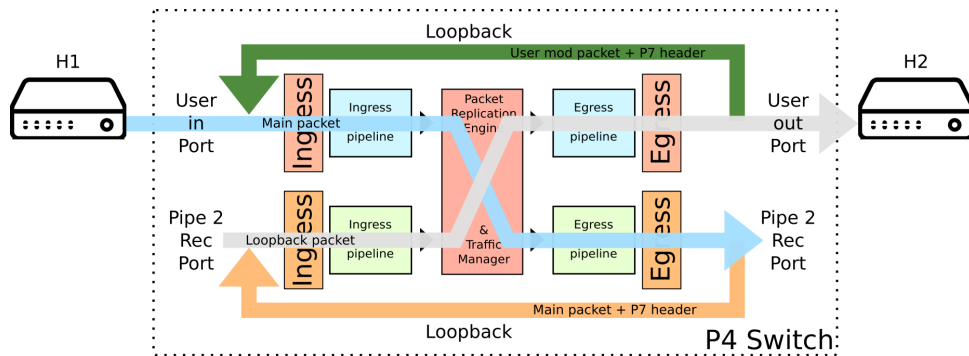 Loopback
User mod packet + P7 header
H1
H2
User
in
Port
Main packet
Ingress
Ingress
pipeline
Packet
Replication
Engine
Egress
pipeline
Egress
User
out
Port
Pipe 2
Rec
Port
Loopback packet
Ingress
Ingress
pipeline
&
Traffic
Manager
Egress
pipeline
Egress
Pipe 2
Rec
Port
Main packet + P7 header
Loopback
P4 Switch